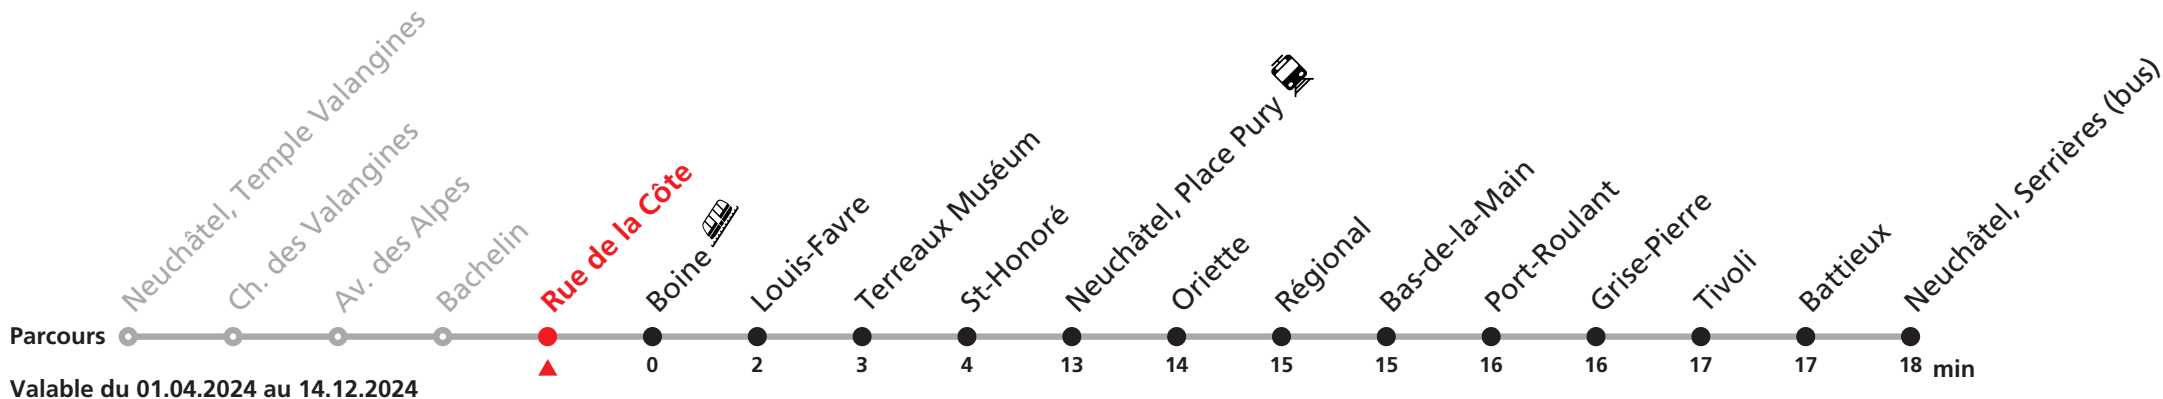 Neuchâtel, Temple Valangines
Ch. des Valangines
Av. des Alpes
Bachelin
Rue de la Côte
Boine
Louis-Favre
Terreaux Muséum
St-Honoré
Neuchâtel, Place Pury
Oriette
Régional
Bas-de-la-Main
Port-Roulant
Grise-Pierre
Tivoli
Battieux
Neuchâtel, Serrières (bus)
Parcours
0 2 3 4 13 14 15 15 16 16 17 17 18 min
Valable du 01.04.2024 au 14.12.2024